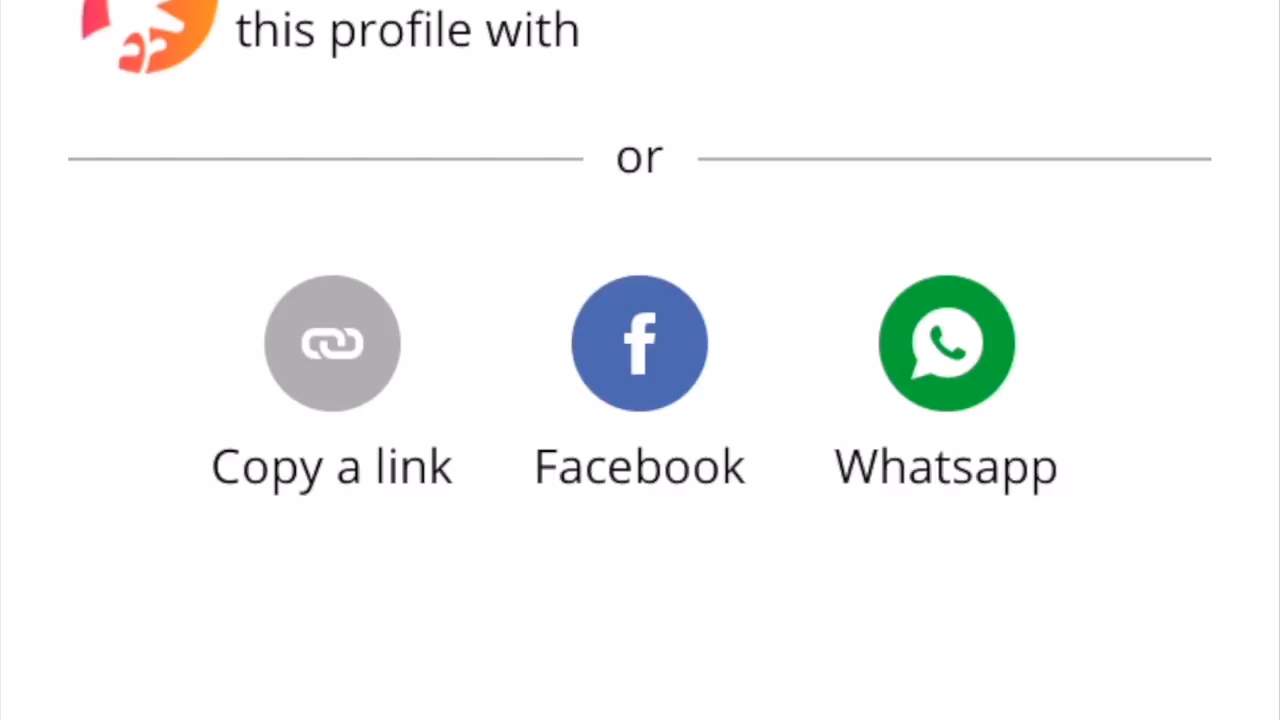 this profile with
or
Copy a link
Facebook
Whatsapp